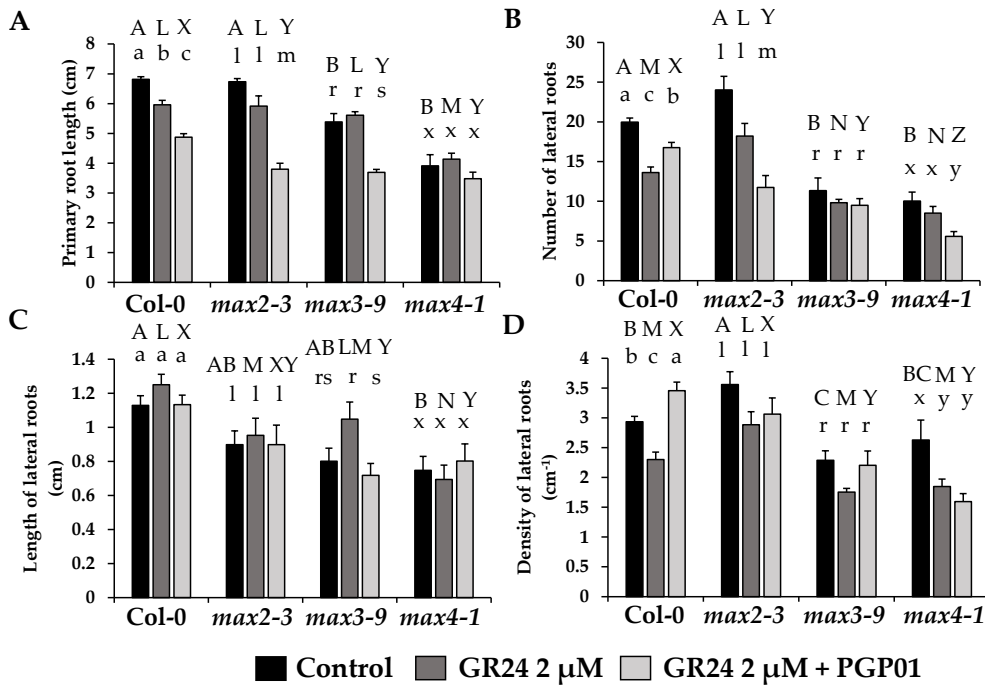 A
A L X A L Y B L Y B M Y
a b c l l m r r s x x x
Primary root length (cm)
8
7
6
5
4
3
2
1
0
Col-0 max2-3 max3-9 max4-1
B
A M X A L Y B N Y B N Z
a c b l l m r r r x x y
Number of lateral roots
30
25
20
15
10
5
0
Col-0 max2-3 max3-9 max4-1
C
A L X AB M XY AB LM Y B N Y
a a a l l l rs r s x x x
Length of lateral roots
(cm)
1.4
1.2
1
0.8
0.6
0.4
0.2
0
Col-0 max2-3 max3-9 max4-1
D
B M X A L X C M Y BC M Y
b c a l l l r r r x y y
Density of lateral roots
(cm⁻¹)
4
3.5
3
2.5
2
1.5
1
0.5
0
Col-0 max2-3 max3-9 max4-1
Control GR24 2 µM GR24 2 µM + PGP01